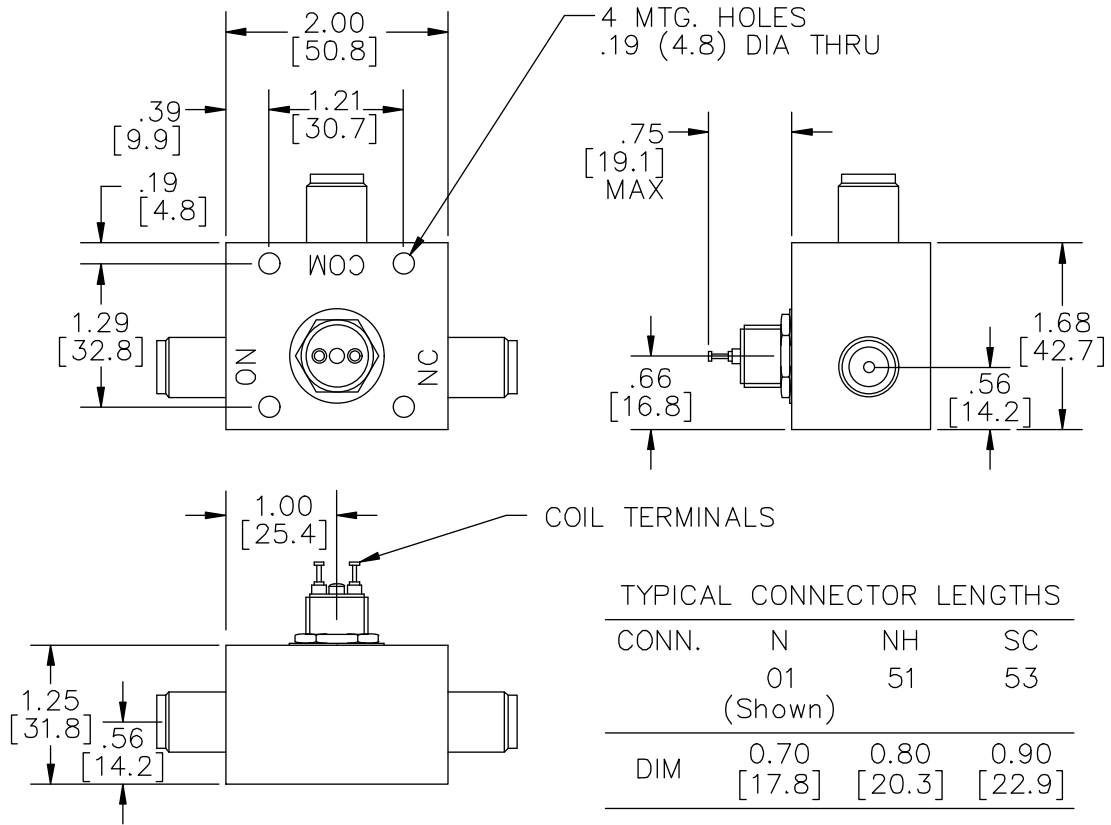 2.00
[50.8]
4 MTG. HOLES
.19 (4.8) DIA THRU
.39
[9.9]
1.21
[30.7]
.19
[4.8]
COM
1.29
[32.8]
NO
NC
.75
[19.1]
MAX
.66
[16.8]
1.68
[42.7]
.56
[14.2]
1.00
[25.4]
COIL TERMINALS
1.25
[31.8]
.56
[14.2]
TYPICAL CONNECTOR LENGTHS
CONN. N NH SC
01 51 53
(Shown)
DIM 0.70 0.80 0.90
[17.8] [20.3] [22.9]